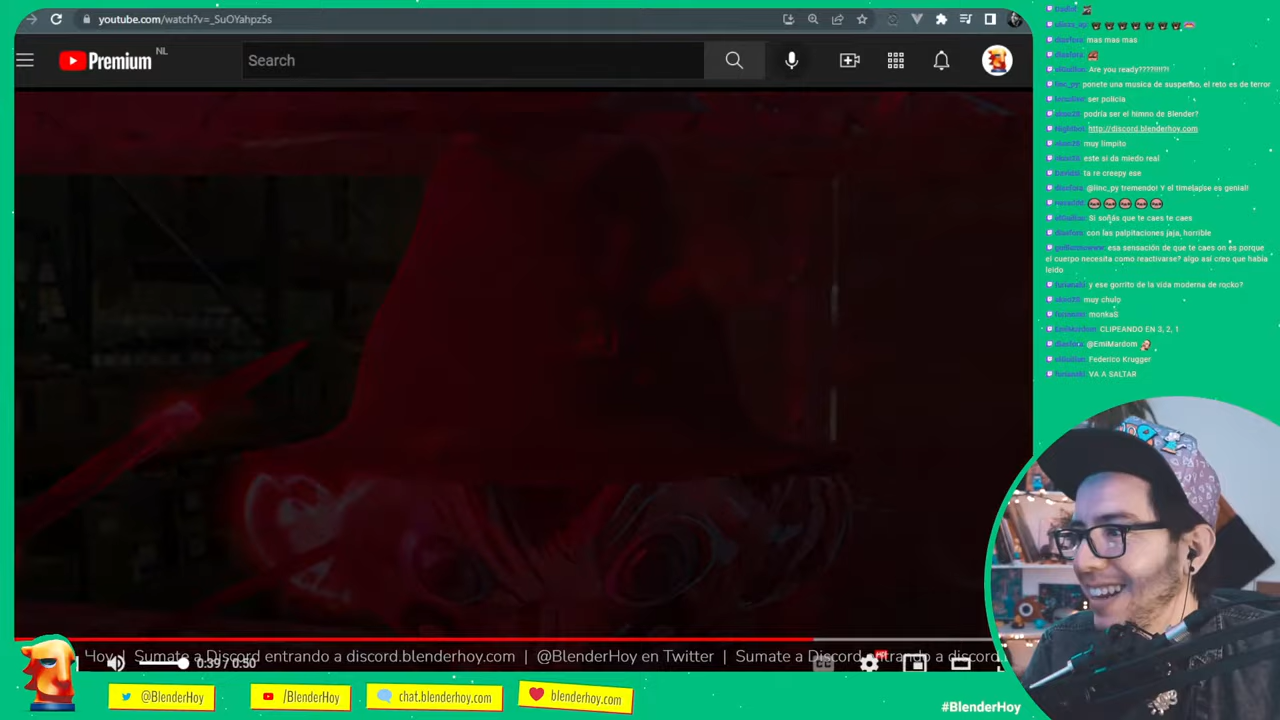 youtube.com/watch?v=_SuOYahpz5s
Premium NL
Search
mas mas mas
Are you ready????!!!!?!
ponete una musica de suspenso, el reto es de terror
ser policia
podría ser el himno de Blender?
http://discord.blenderhoy.com
muy limpito
este si da miedo real
ta re creepy ese
@linc_py tremendo! Y el timelapse es genial!
Si soñás que te caes te caes
con las palpitaciones jaja, horrible
esa sensación de que te caes on es porque
el cuerpo necesita como reactivarse? algo así creo que había
leido
y ese gorrito de la vida moderna de rocko?
muy chulp
monkaS
EmiMardom: CLIPEANDO EN 3, 2, 1
@EmiMardom
Federico Krugger
VA A SALTAR
0:39 / 0:50
Hoy | Sumate a Discord entrando a discord.blenderhoy.com | @BlenderHoy en Twitter | Sumate a Discord entrando a discord
@BlenderHoy
/BlenderHoy
chat.blenderhoy.com
blenderhoy.com
#BlenderHoy